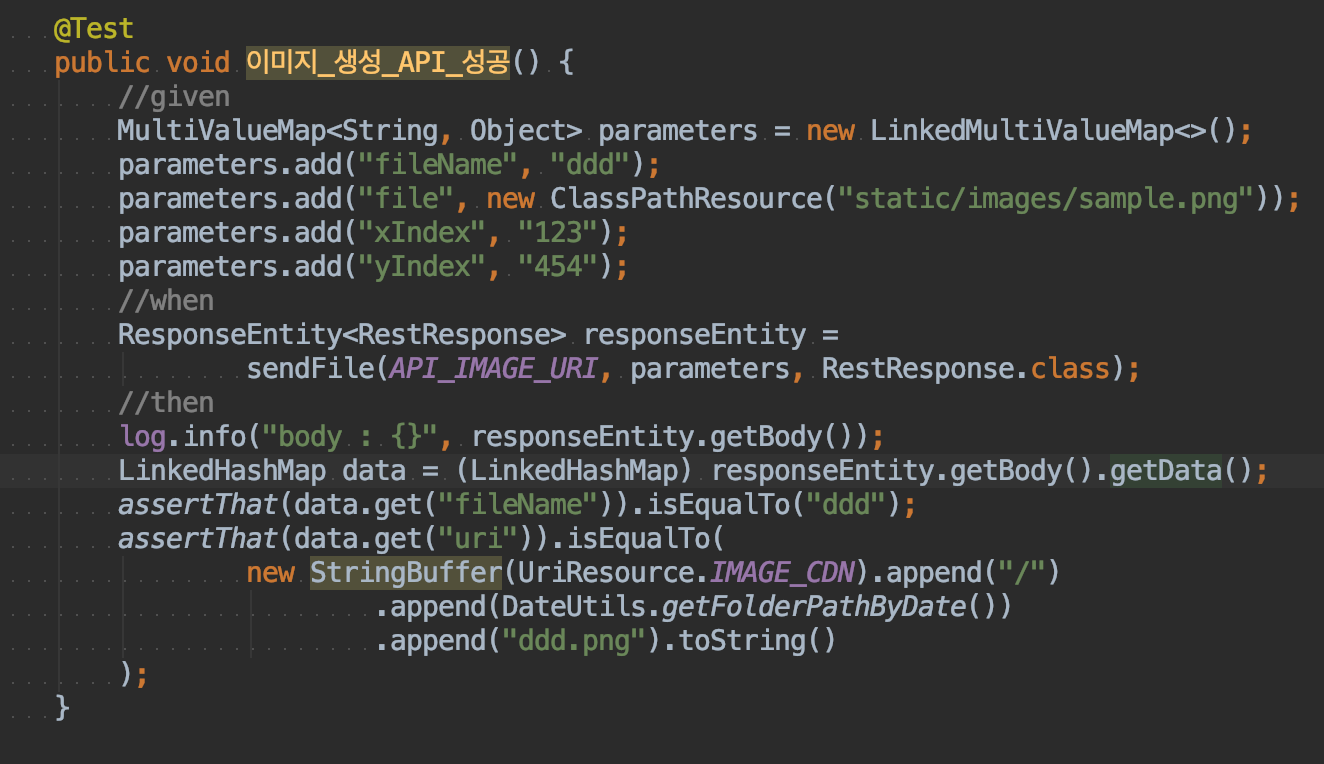 @Test
public void 이미지_생성_API_성공() {
//given
MultiValueMap<String, Object> parameters = new LinkedMultiValueMap<>();
parameters.add("fileName", "ddd");
parameters.add("file", new ClassPathResource("static/images/sample.png"));
parameters.add("xIndex", "123");
parameters.add("yIndex", "454");
//when
ResponseEntity<RestResponse> responseEntity =
sendFile(API_IMAGE_URI, parameters, RestResponse.class);
//then
log.info("body : {}", responseEntity.getBody());
LinkedHashMap data = (LinkedHashMap) responseEntity.getBody().getData();
assertThat(data.get("fileName")).isEqualTo("ddd");
assertThat(data.get("uri")).isEqualTo(
new StringBuffer(UriResource.IMAGE_CDN).append("/")
.append(DateUtils.getFolderPathByDate())
.append("ddd.png").toString()
);
}